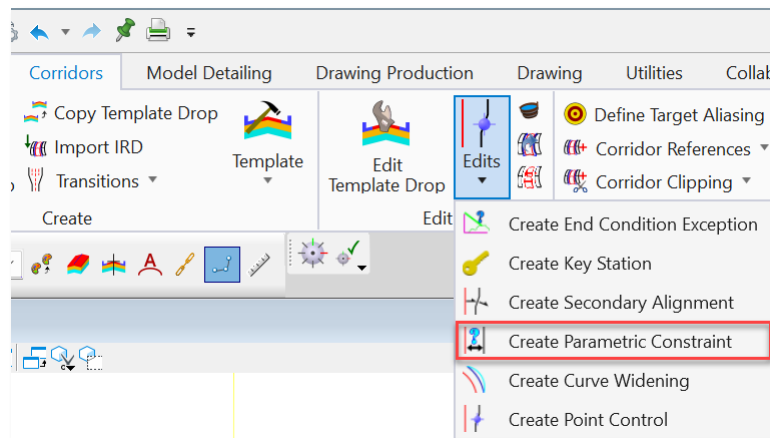 Corridors Model Detailing Drawing Production Drawing Utilities
Copy Template Drop
Import IRD
Transitions
Template
Create
Edit
Template Drop
Edits
Edit
Define Target Aliasing
Corridor References
Corridor Clipping
Create End Condition Exception
Create Key Station
Create Secondary Alignment
Create Parametric Constraint
Create Curve Widening
Create Point Control